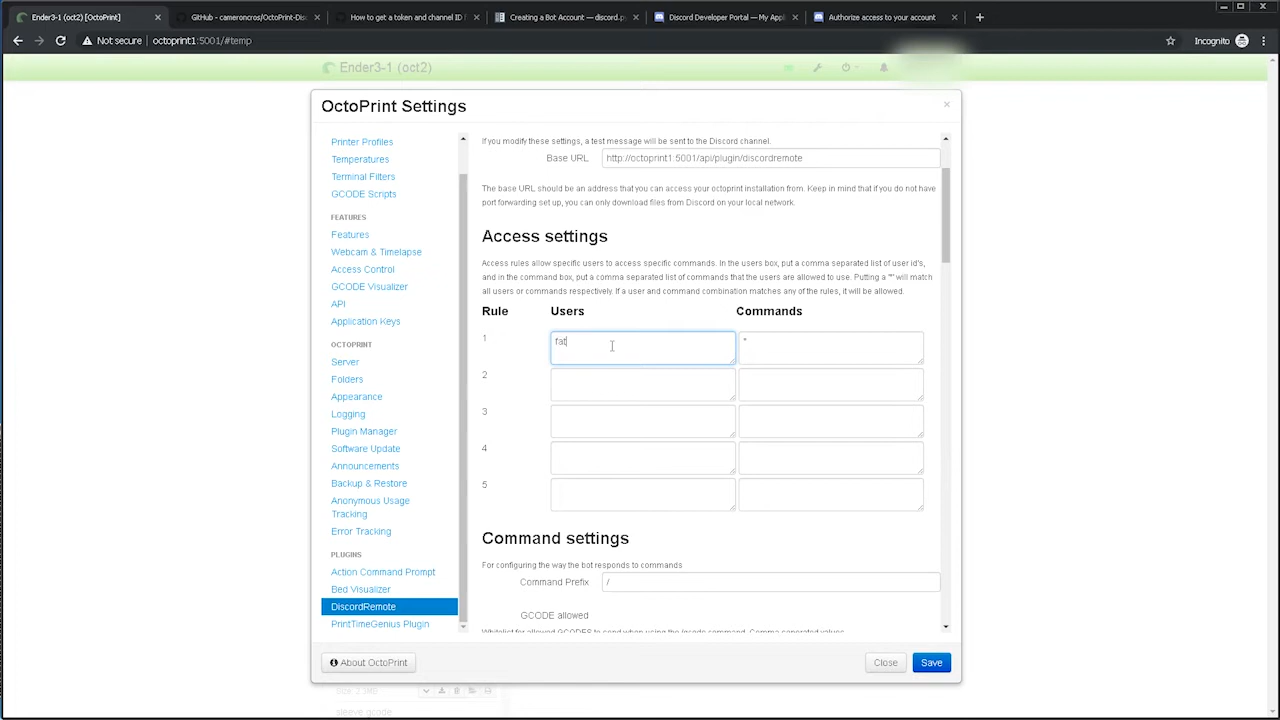 Ender3-1 (oct2) [OctoPrint]
GitHub - cameroncros/OctoPrint-Dis
How to get a token and channel ID f
Creating a Bot Account — discord.py
Discord Developer Portal — My Appl
Authorize access to your account
Not secure
octoprint1:5001/#temp
Incognito
Ender3-1 (oct2)
OctoPrint Settings
Printer Profiles
Temperatures
Terminal Filters
GCODE Scripts
FEATURES
Features
Webcam & Timelapse
Access Control
GCODE Visualizer
API
Application Keys
OCTOPRINT
Server
Folders
Appearance
Logging
Plugin Manager
Software Update
Announcements
Backup & Restore
Anonymous Usage
Tracking
Error Tracking
PLUGINS
Action Command Prompt
Bed Visualizer
DiscordRemote
PrintTimeGenius Plugin
If you modify these settings, a test message will be sent to the Discord channel.
Base URL http://octoprint1:5001/api/plugin/discordremote
The base URL should be an address that you can access your octoprint installation from. Keep in mind that if you do not have
port forwarding set up, you can only download files from Discord on your local network.
Access settings
Access rules allow specific users to access specific commands. In the users box, put a comma separated list of user id's,
and in the command box, put a comma separated list of commands that the users are allowed to use. Putting a '*' will match
all users or commands respectively. If a user and command combination matches any of the rules, it will be allowed.
Rule Users Commands
1 fat *
2
3
4
5
Command settings
For configuring the way the bot responds to commands
Command Prefix /
GCODE allowed
Whitelist for allowed GCODES to send when using the /gcode command. Comma separated values
About OctoPrint
Close
Save
Size: 2.3MB
sleeve.gcode